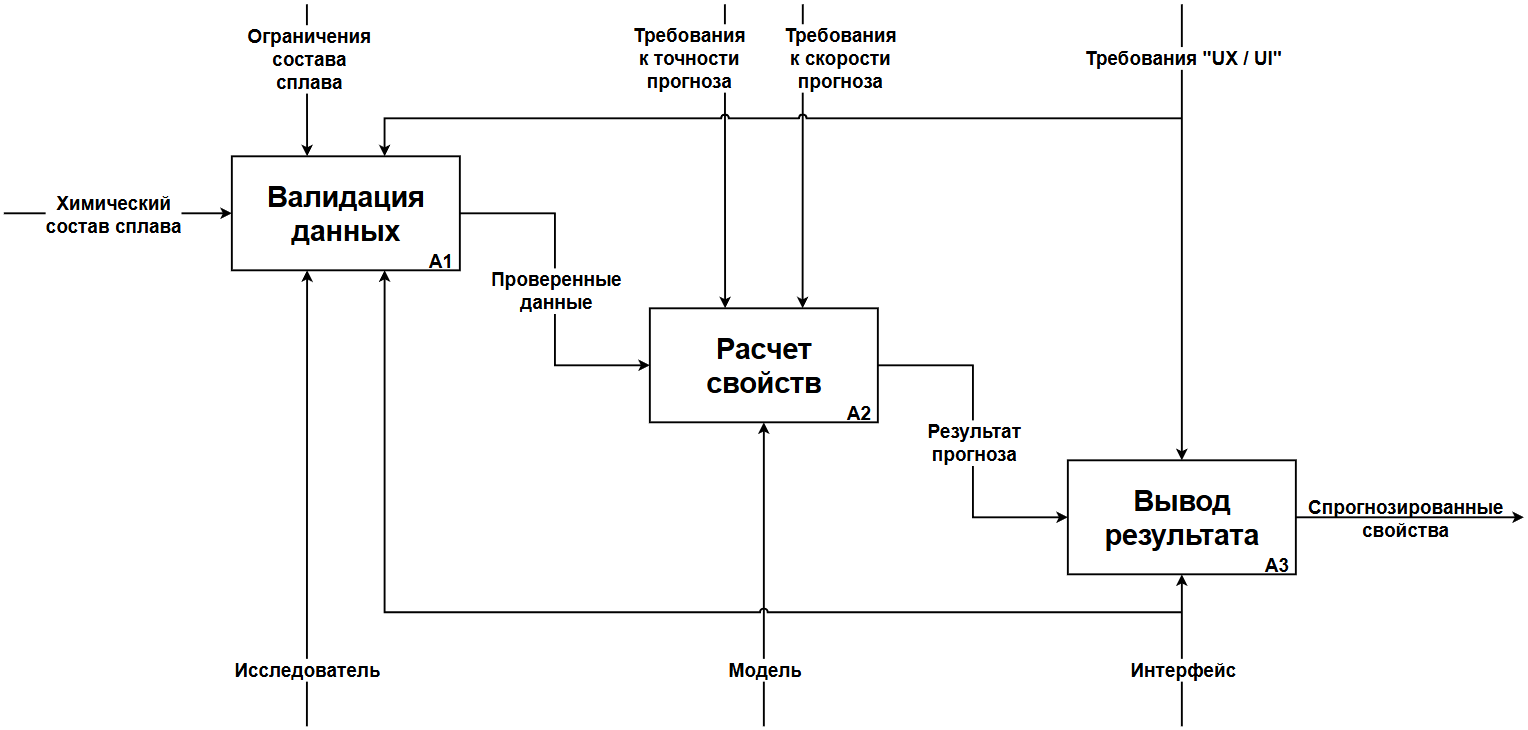 Ограничения
состава
сплава
Требования
к точности
прогноза
Требования
к скорости
прогноза
Требования "UX / UI"
Химический
состав сплава
Валидация
данных
A1
Проверенные
данные
Расчет
свойств
A2
Результат
прогноза
Вывод
результата
A3
Спрогнозированные
свойства
Исследователь
Модель
Интерфейс